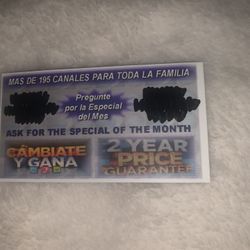 MAS DE 195 CANALES PARA TODA LA FAMILIA
Pregunte
por la Especial
del Mes
ASK FOR THE SPECIAL OF THE MONTH
CÁMBIATE
Y GANA
2 YEAR
PRICE
GUARANTEE